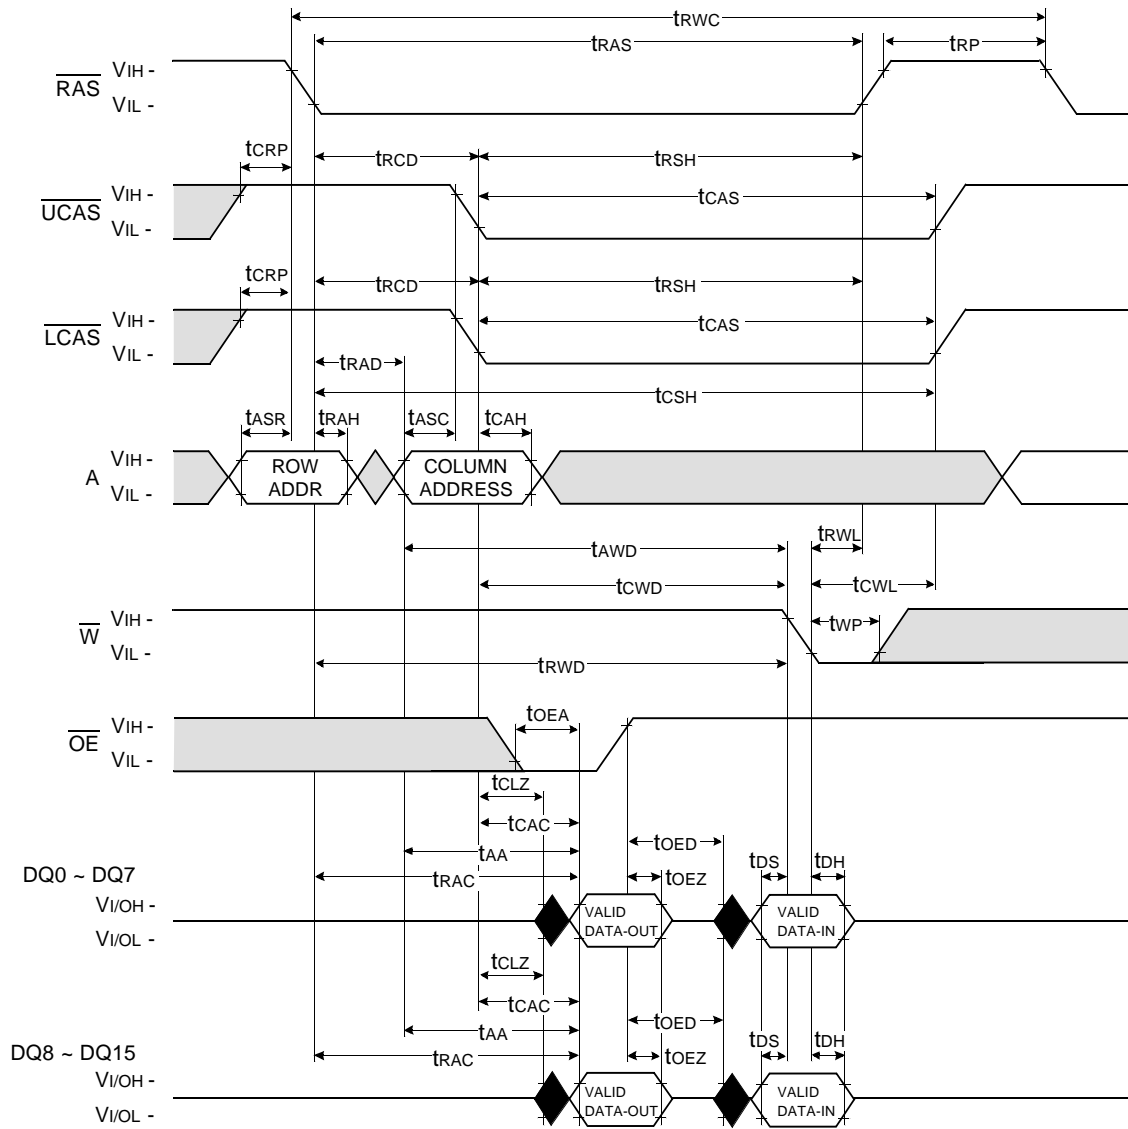 tRWC
tRAS
tRP
RAS
VIH -
VIL -
tCRP
tRCD
tRSH
UCAS
VIH -
VIL -
tCAS
tCRP
tRCD
tRSH
LCAS
VIH -
VIL -
tCAS
tRAD
tCSH
tASR
tRAH
tASC
tCAH
A
VIH -
VIL -
ROW
ADDR
COLUMN
ADDRESS
tAWD
tRWL
tCWD
tCWL
W
VIH -
VIL -
tWP
tRWD
OE
VIH -
VIL -
tOEA
tCLZ
tCAC
tOED
tAA
tDS
tDH
DQ0 ~ DQ7
tRAC
tOEZ
VI/OH -
VI/OL -
VALID
DATA-OUT
VALID
DATA-IN
tCLZ
tCAC
tOED
tAA
tDS
tDH
DQ8 ~ DQ15
tRAC
tOEZ
VI/OH -
VI/OL -
VALID
DATA-OUT
VALID
DATA-IN